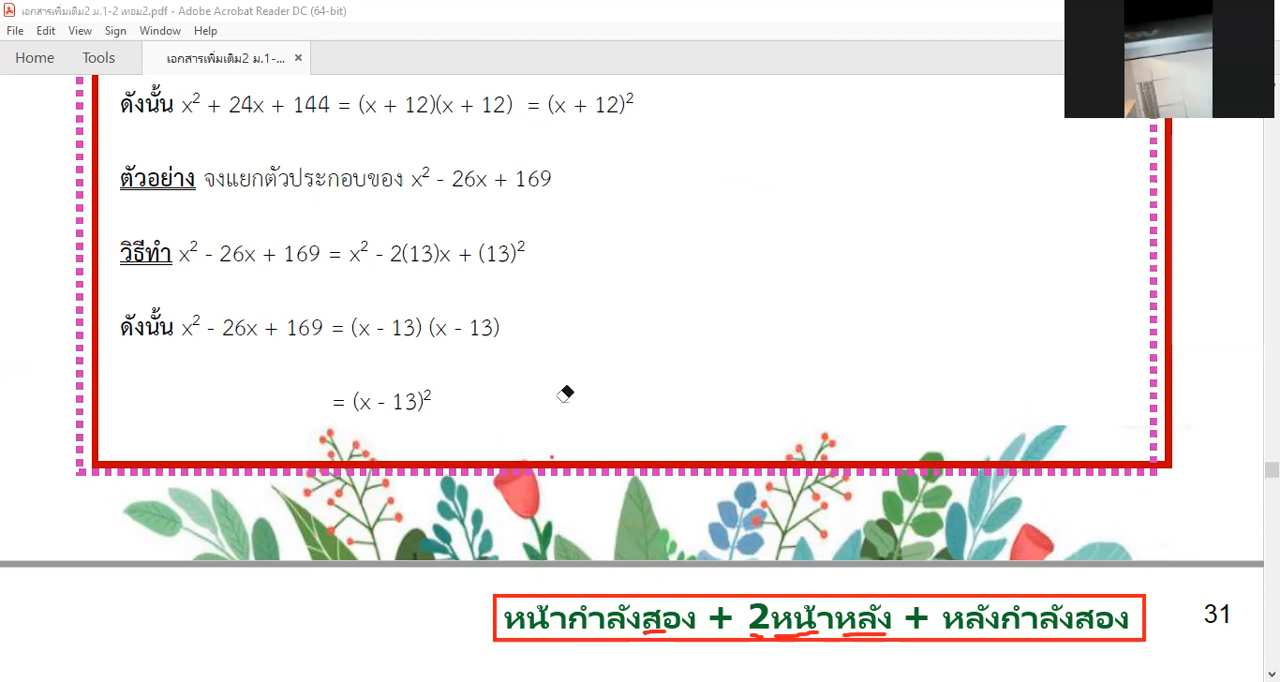 เอกสารเพิ่มเติม2 ม.1-2 เทอม2.pdf - Adobe Acrobat Reader DC (64-bit)
File Edit View Sign Window Help
Home Tools เอกสารเพิ่มเติม2 ม.1-... ×
ดังนั้น x² + 24x + 144 = (x + 12)(x + 12) = (x + 12)²
ตัวอย่าง จงแยกตัวประกอบของ x² - 26x + 169
วิธีทำ x² - 26x + 169 = x² - 2(13)x + (13)²
ดังนั้น x² - 26x + 169 = (x - 13) (x - 13)
= (x - 13)²
หน้ากำลังสอง + 2หน้าหลัง + หลังกำลังสอง
31